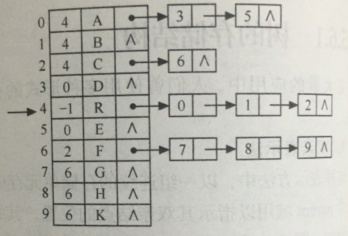 0 4 A 3 5 ∧
1 4 B ∧
2 4 C 6 ∧
3 0 D ∧
4 -1 R 0 1 2 ∧
5 0 E ∧
6 2 F 7 8 9 ∧
7 6 G ∧
8 6 H ∧
9 6 K ∧